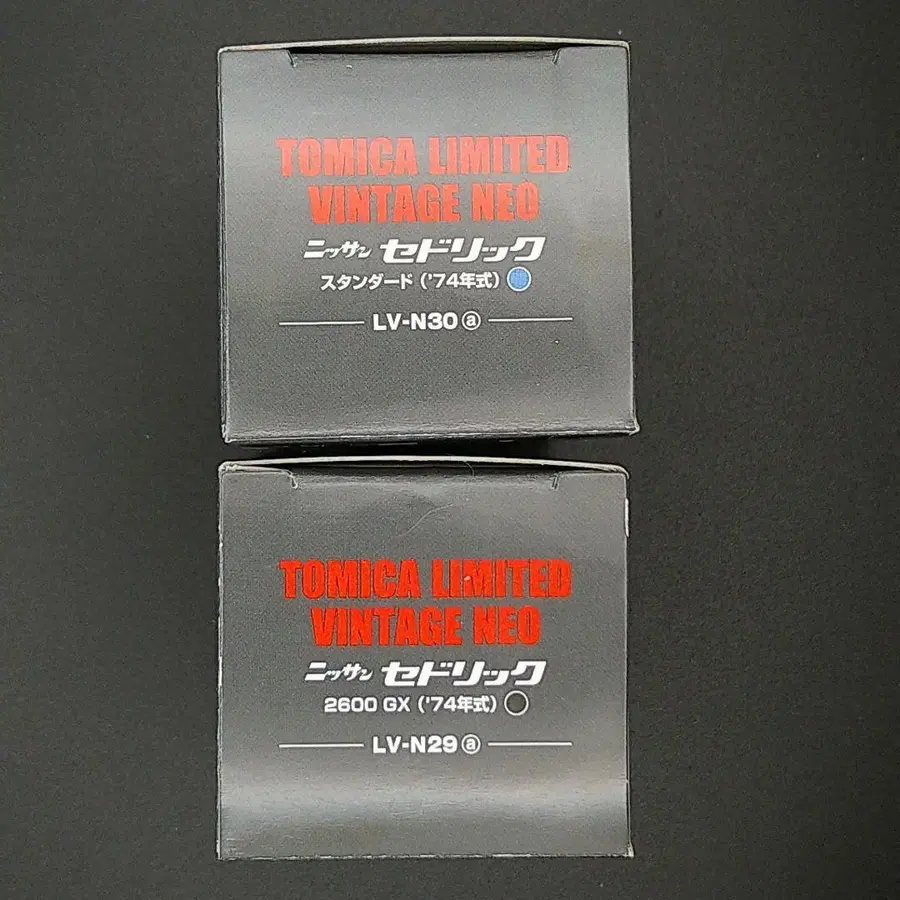 TOMICA LIMITED
VINTAGE NEO
ニッサン セドリック
スタンダード ('74年式)
LV-N30 ⓐ
TOMICA LIMITED
VINTAGE NEO
ニッサン セドリック
2600 GX ('74年式)
LV-N29 ⓐ